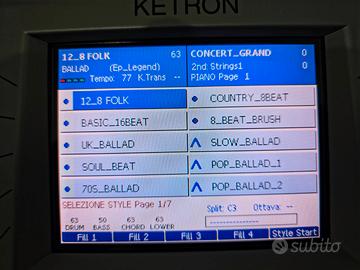 KETRON
12_8 FOLK 63
BALLAD (Ep_Legend)
Tempo: 77 K.Trans --
CONCERT_GRAND 0
2nd: Strings1 0
PIANO Page 1
12_8 FOLK
COUNTRY_8BEAT
BASIC_16BEAT
8_BEAT_BRUSH
UK_BALLAD
SLOW_BALLAD
SOUL_BEAT
POP_BALLAD_1
70S_BALLAD
POP_BALLAD_2
SELEZIONE STYLE Page 1/7
Split: C3 Ottava: --
63 50 63 63
DRUM BASS CHORD LOWER
Fill 1 Fill 2 Fill 3 Fill 4 Style Start
subito